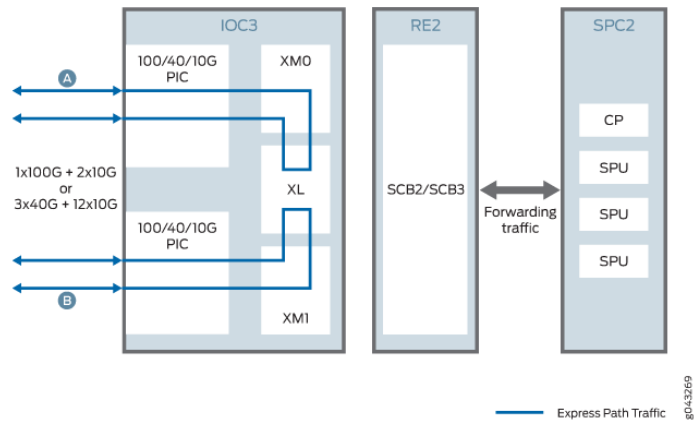 IOC3
RE2
SPC2
100/40/10G
PIC
XM0
A
CP
1x100G + 2x10G
or
3x40G + 12x10G
XL
SCB2/SCB3
SPU
Forwarding
traffic
SPU
100/40/10G
PIC
SPU
B
XM1
Express Path Traffic
g043269